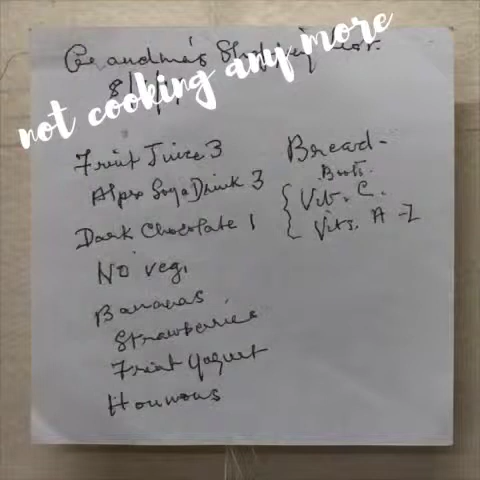 Grandma's Shopping List.
not cooking any more
Fruit Juice 3
Alpro Soya Drink 3
Dark Chocolate 1
No veg.
Bananas
Strawberries
Fruit Yogurt
Houmous
Bread-
Boots.
Vit. C.
Vits. A-Z